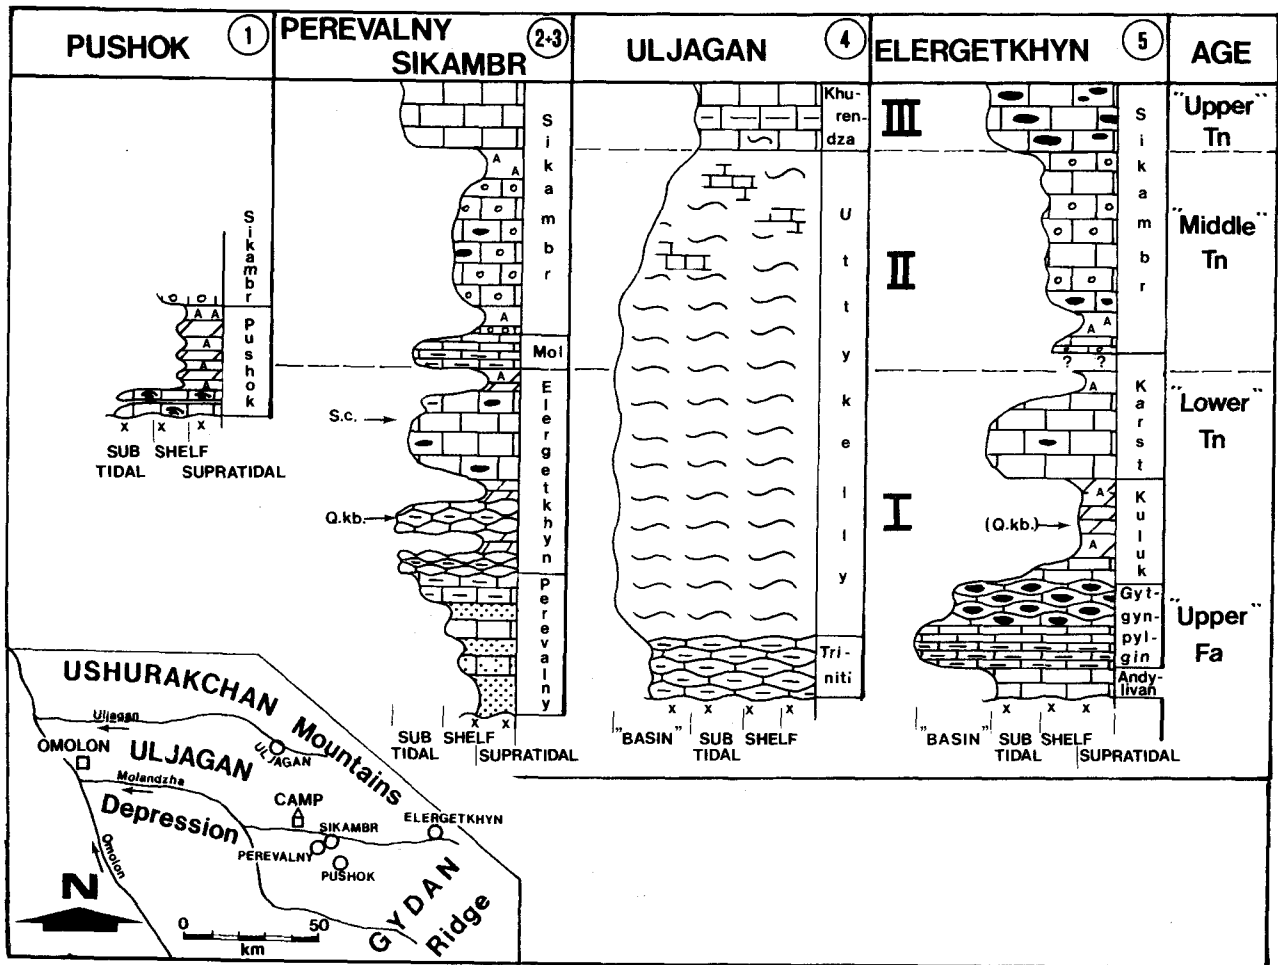 PUSHOK
1
PEREVALNY
SIKAMBR
2+3
ULJAGAN
4
ELERGETKHYN
5
AGE
Sikambr
Pushok
A A
A
A
A
x x x
SUB SHELF
TIDAL SUPRATIDAL
Sikambr
Mol
Elergetkhyn
Perevalny
A
A
A
A
S.c.
Q.kb.
x x
SUB SHELF
TIDAL SUPRATIDAL
Khu-
ren-
dza
Uttykelly
Tri-
niti
x x x x
"BASIN" SUB SHELF
TIDAL
III
II
I
Sikambr
A
A
? ?
Karst
A
Kuluk
A
A
(Q.kb.)
Gyt-
gyn-
pyl-
gin
Andy-
livan
x x x
"BASIN" SUB SHELF
TIDAL SUPRATIDAL
"Upper"
Tn
"Middle"
Tn
"Lower"
Tn
"Upper"
Fa
USHURAKCHAN
Mountains
Uljagan
OMOLON
ULJAGAN
ULJAGAN
Molandzha
Depression
CAMP
SIKAMBR
ELERGETKHYN
PEREVALNY
PUSHOK
Omolon
N
GYDAN
Ridge
0 50
km